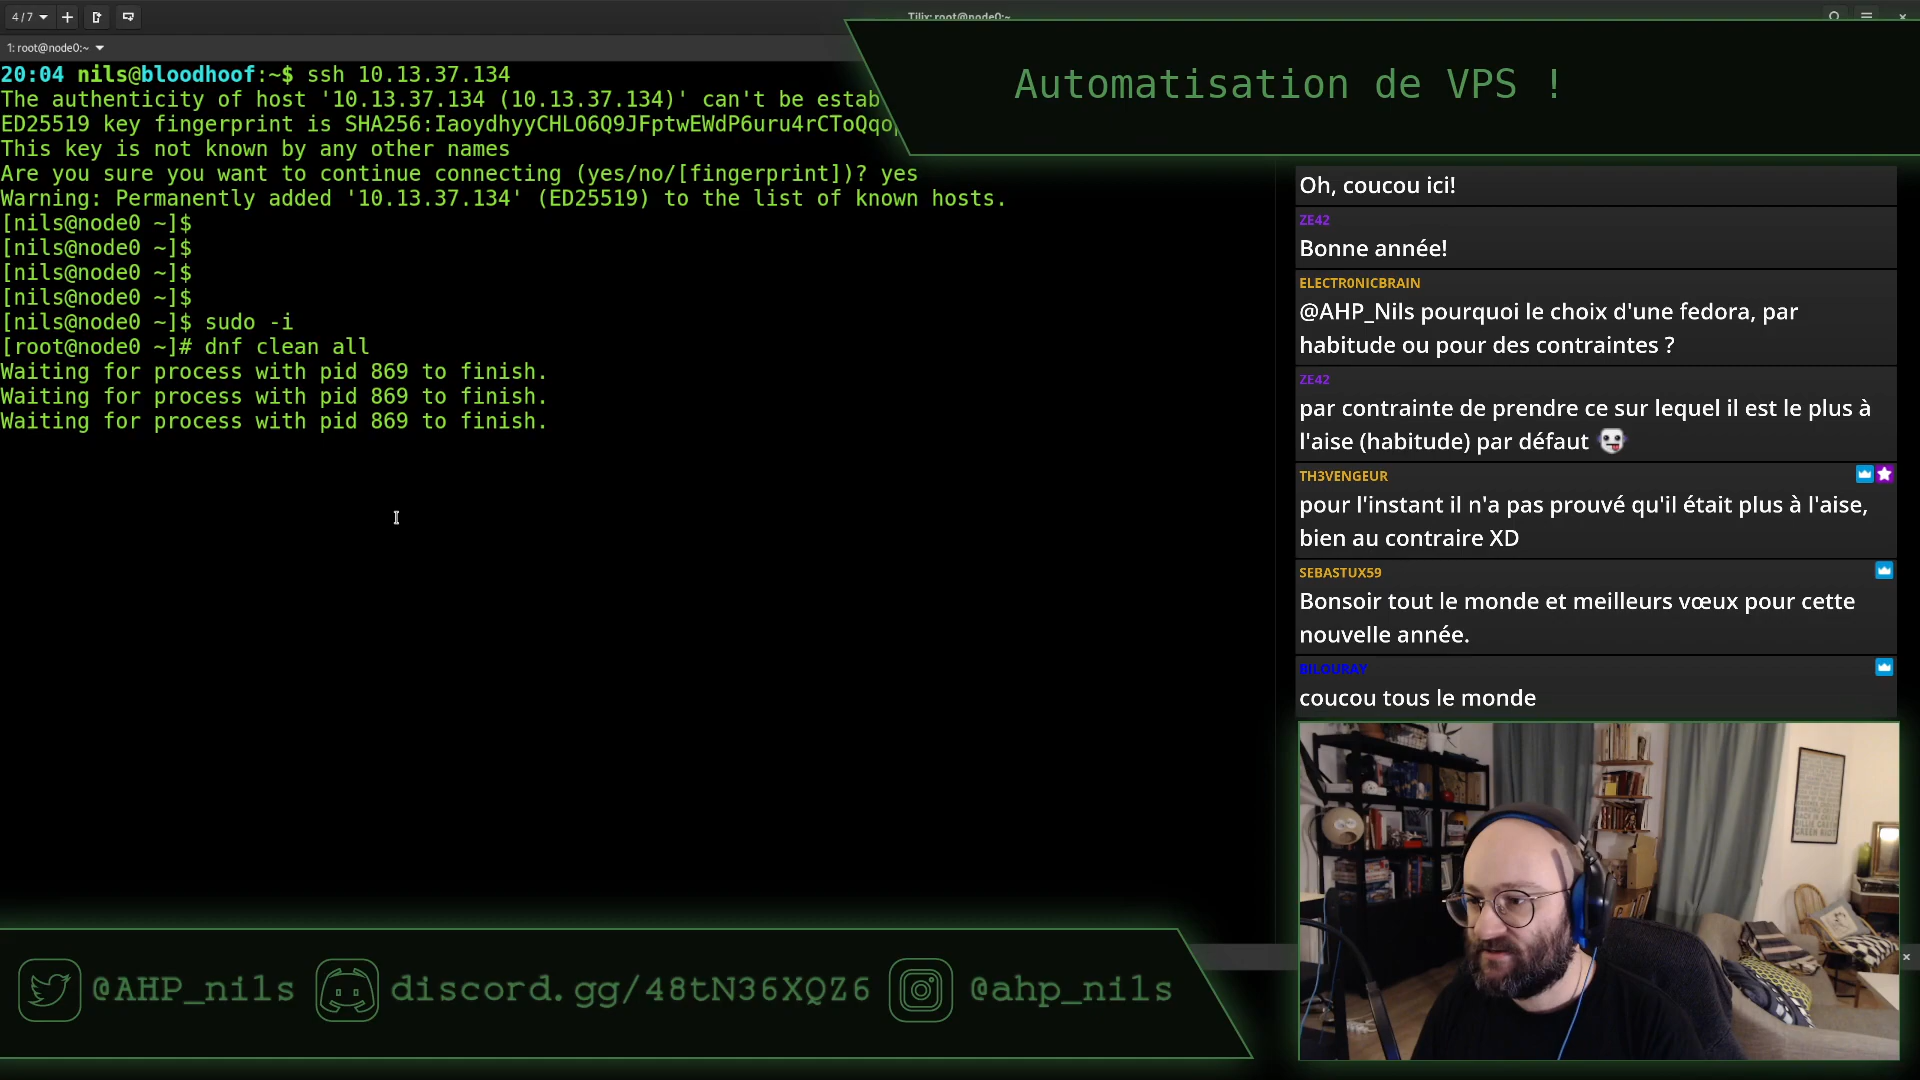 4 / 7
Tilix: root@node0:~
1: root@node0:~
Automatisation de VPS !
20:04 nils@bloodhoof:~$ ssh 10.13.37.134
The authenticity of host '10.13.37.134 (10.13.37.134)' can't be estab
ED25519 key fingerprint is
This key is not known by any other names
Are you sure you want to continue connecting (yes/no/[fingerprint])? yes
Warning: Permanently added '10.13.37.134' (ED25519) to the list of known hosts.
[nils@node0 ~]$
[nils@node0 ~]$
[nils@node0 ~]$
[nils@node0 ~]$
[nils@node0 ~]$ sudo -i
[root@node0 ~]# dnf clean all
Waiting for process with pid 869 to finish.
Waiting for process with pid 869 to finish.
Waiting for process with pid 869 to finish.
Oh, coucou ici!
ZE42
Bonne année!
ELECTR0NICBRAIN
@AHP_Nils pourquoi le choix d'une fedora, par
habitude ou pour des contraintes ?
ZE42
par contrainte de prendre ce sur lequel il est le plus à
l'aise (habitude) par défaut
TH3VENGEUR
pour l'instant il n'a pas prouvé qu'il était plus à l'aise,
bien au contraire XD
SEBASTUX59
Bonsoir tout le monde et meilleurs vœux pour cette
nouvelle année.
BILOURAY
coucou tous le monde
@AHP_nils
discord.gg/48tN36XQZ6
@ahp_nils